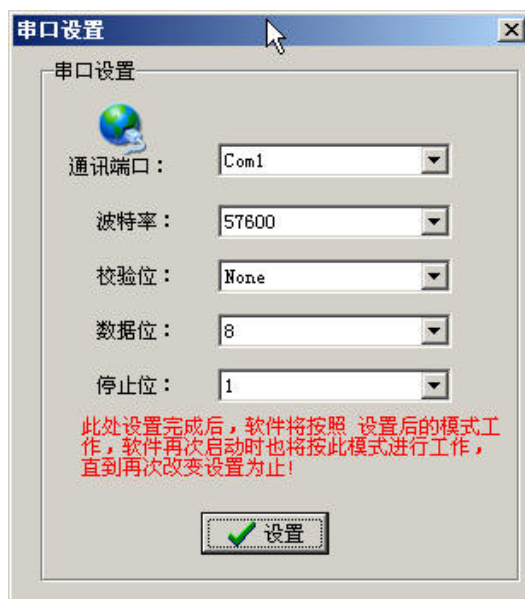 串口设置
串口设置
通讯端口：
Com1
波特率：
57600
校验位：
None
数据位：
8
停止位：
1
此处设置完成后，软件将按照 设置后的模式工
作，软件再次启动时也将按此模式进行工作，
直到再次改变设置为止!
设置